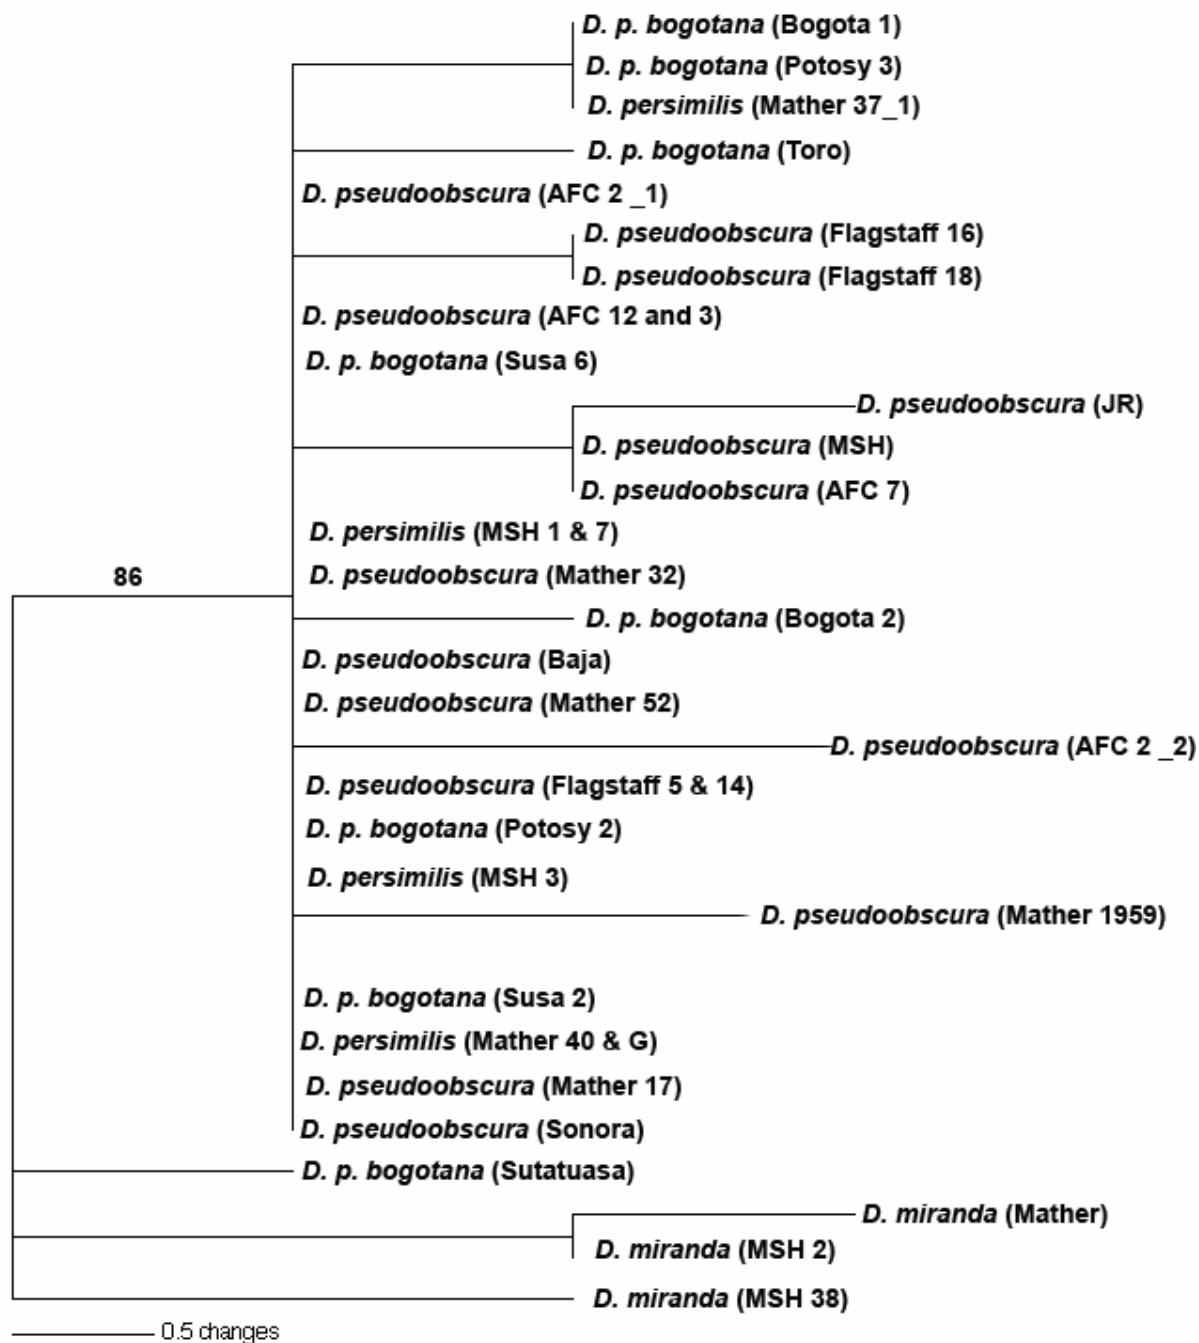 D. p. bogotana (Bogota 1)
D. p. bogotana (Potosy 3)
D. persimilis (Mather 37_1)
D. p. bogotana (Toro)
D. pseudoobscura (AFC 2 _1)
D. pseudoobscura (Flagstaff 16)
D. pseudoobscura (Flagstaff 18)
D. pseudoobscura (AFC 12 and 3)
D. p. bogotana (Susa 6)
D. pseudoobscura (JR)
D. pseudoobscura (MSH)
D. pseudoobscura (AFC 7)
D. persimilis (MSH 1 & 7)
86
D. pseudoobscura (Mather 32)
D. p. bogotana (Bogota 2)
D. pseudoobscura (Baja)
D. pseudoobscura (Mather 52)
D. pseudoobscura (AFC 2 _2)
D. pseudoobscura (Flagstaff 5 & 14)
D. p. bogotana (Potosy 2)
D. persimilis (MSH 3)
D. pseudoobscura (Mather 1959)
D. p. bogotana (Susa 2)
D. persimilis (Mather 40 & G)
D. pseudoobscura (Mather 17)
D. pseudoobscura (Sonora)
D. p. bogotana (Sutatuasa)
D. miranda (Mather)
D. miranda (MSH 2)
D. miranda (MSH 38)
0.5 changes